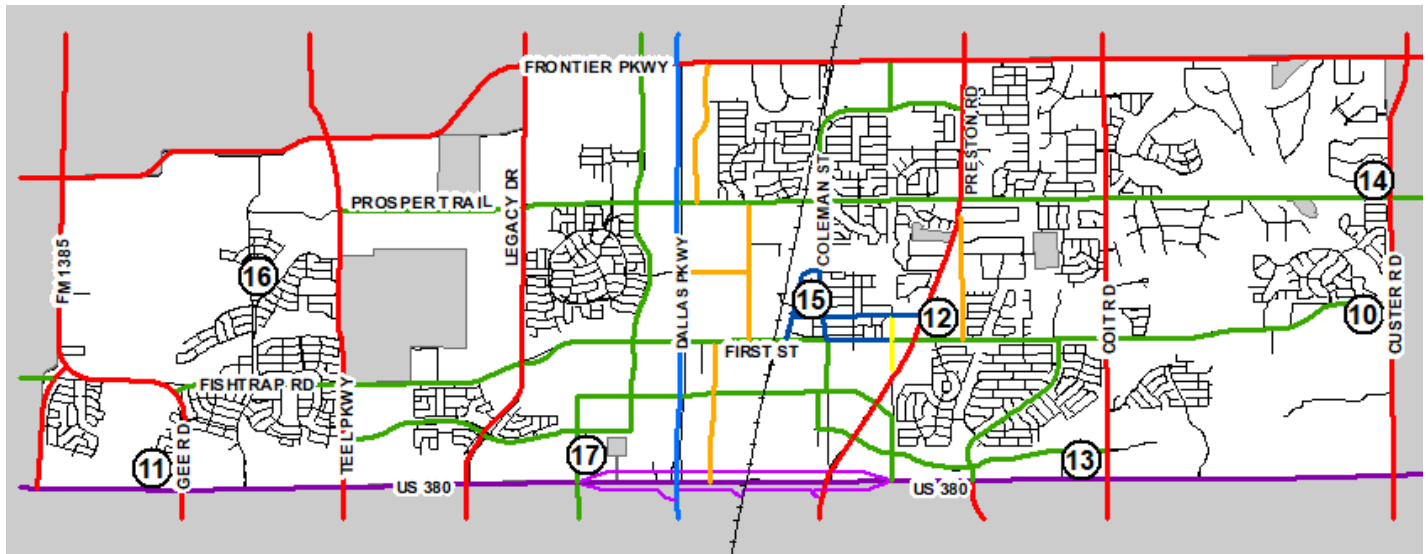 FRONTIER PKWY
PRESTON RD
COLEMAN ST
14
PROSPER TRAIL
LEGACY DR
FM 1385
16
DALLAS PKWY
15
12
10
CUSTER RD
COIT RD
FIRST ST
FISHTRAP RD
TEEL PKWY
GEE RD
11
17
13
US 380
US 380